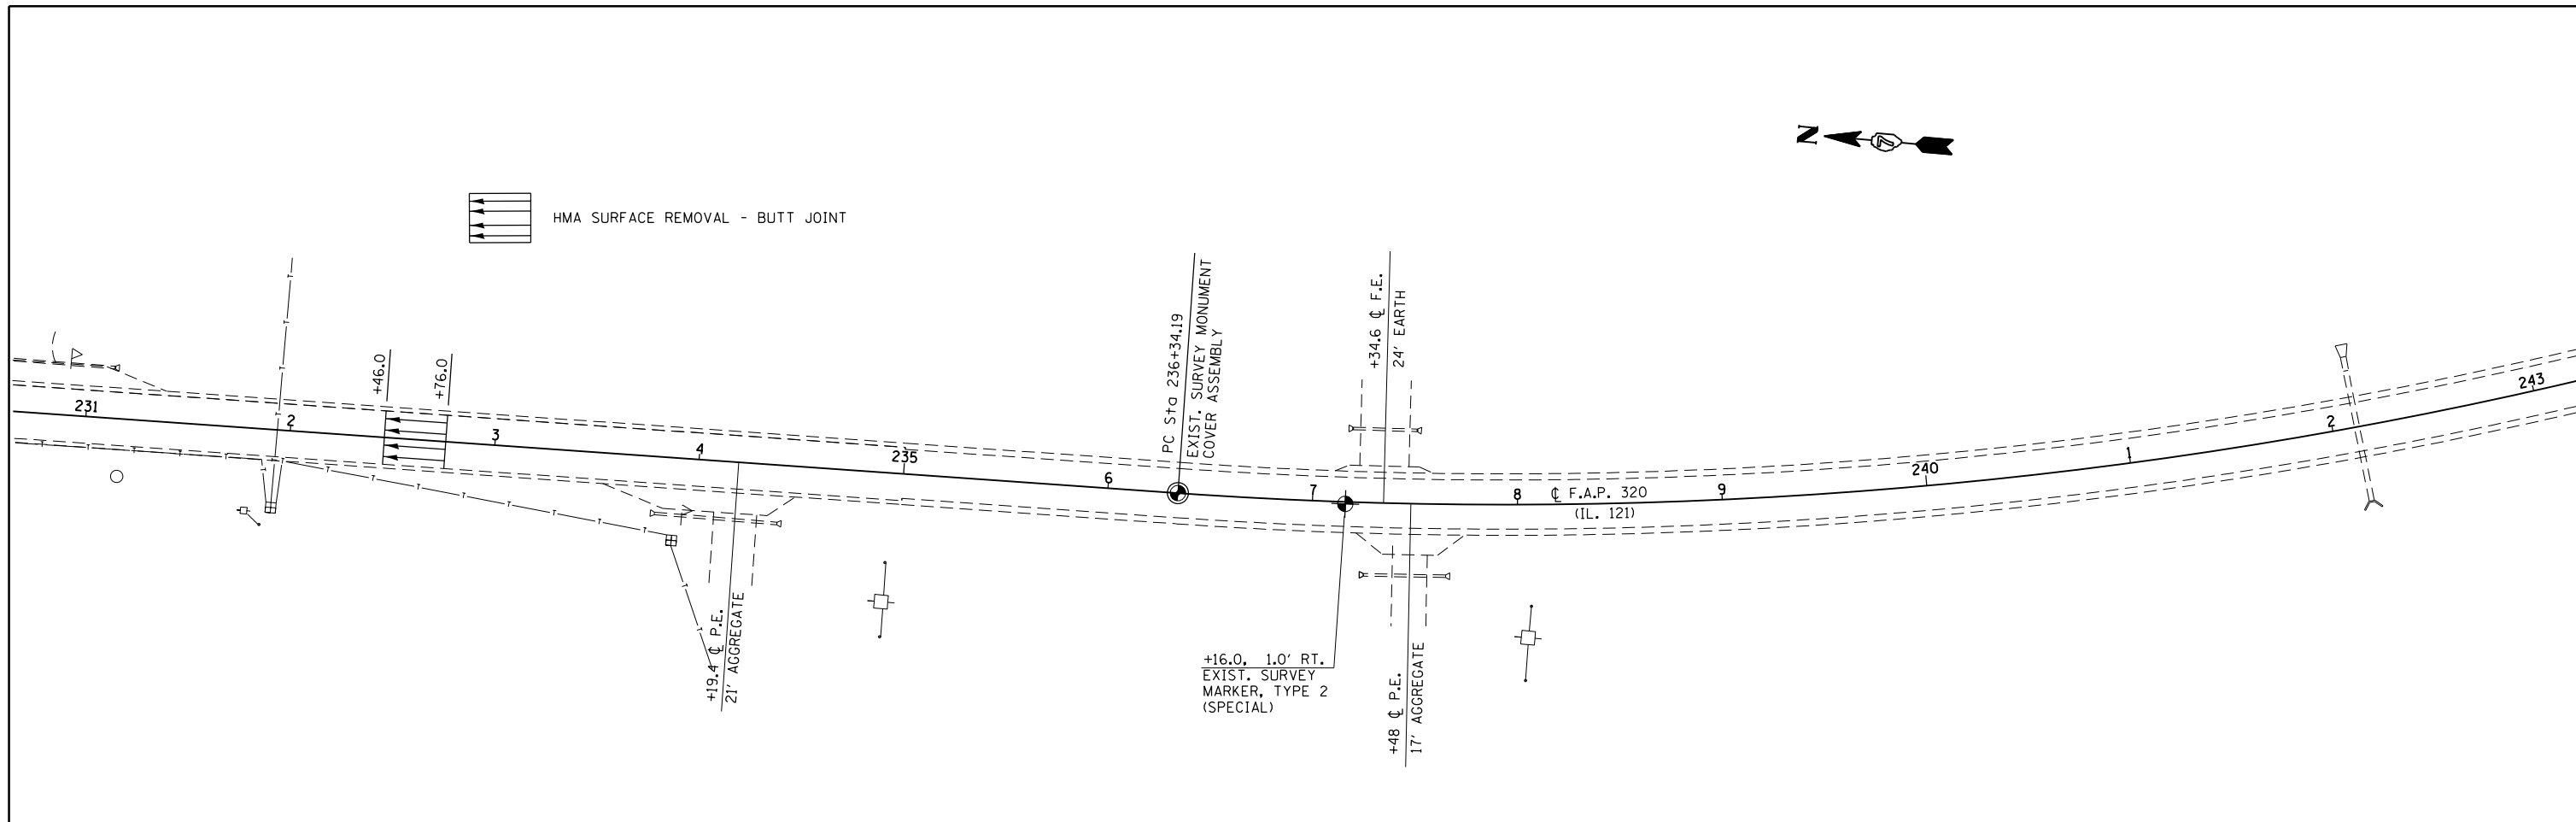 N
7
HMA SURFACE REMOVAL - BUTT JOINT
+46.0
+76.0
PC Sta 236+34.19
EXIST. SURVEY MONUMENT
COVER ASSEMBLY
+34.6 ℄ F.E.
24' EARTH
231
2
3
4
235
6
7
8
9
240
1
2
243
℄ F.A.P. 320
(IL. 121)
+19.4 ℄ P.E.
21' AGGREGATE
+16.0, 1.0' RT.
EXIST. SURVEY
MARKER, TYPE 2
(SPECIAL)
+48 ℄ P.E.
17' AGGREGATE